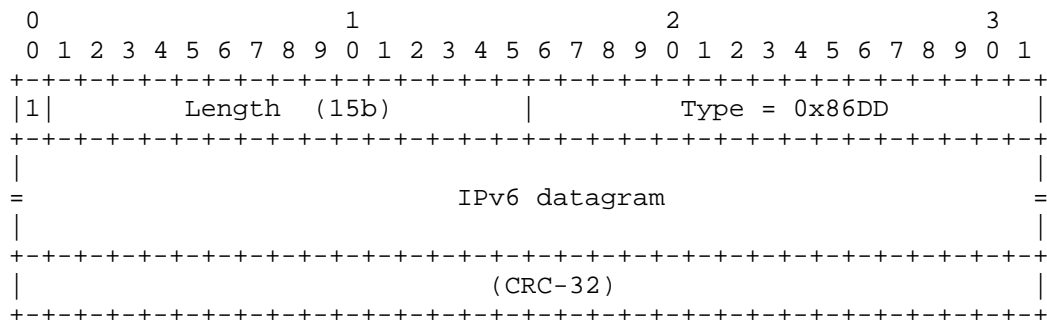 0                   1                   2                   3
 0 1 2 3 4 5 6 7 8 9 0 1 2 3 4 5 6 7 8 9 0 1 2 3 4 5 6 7 8 9 0 1
+-+-+-+-+-+-+-+-+-+-+-+-+-+-+-+-+-+-+-+-+-+-+-+-+-+-+-+-+-+-+-+-+
|1|        Length  (15b)        |         Type = 0x86DD         |
+-+-+-+-+-+-+-+-+-+-+-+-+-+-+-+-+-+-+-+-+-+-+-+-+-+-+-+-+-+-+-+-+
|                                                               |
=                           IPv6 datagram                       =
|                                                               |
+-+-+-+-+-+-+-+-+-+-+-+-+-+-+-+-+-+-+-+-+-+-+-+-+-+-+-+-+-+-+-+-+
|                             (CRC-32)                          |
+-+-+-+-+-+-+-+-+-+-+-+-+-+-+-+-+-+-+-+-+-+-+-+-+-+-+-+-+-+-+-+-+